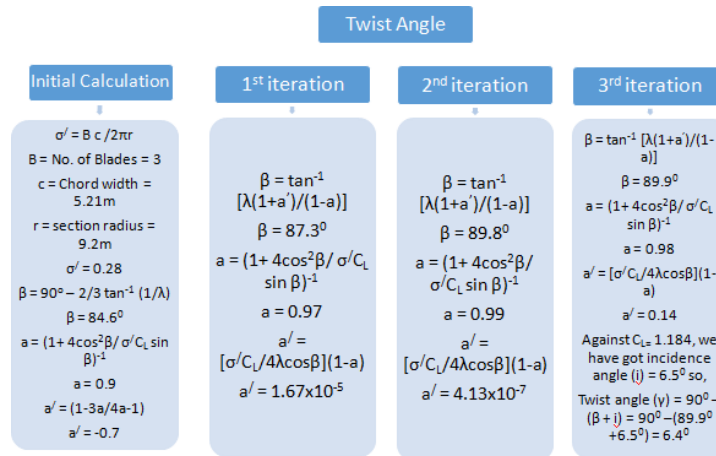 Twist Angle
Initial Calculation
σ/ = B c /2πr
B = No. of Blades = 3
c = Chord width =
5.21m
r = section radius =
9.2m
σ/ = 0.28
β = 90° – 2/3 tan⁻¹ (1/λ)
β = 84.6⁰
a = (1+ 4cos²β/ σ/CL sin
β)⁻¹
a = 0.9
a/ = (1-3a/4a-1)
a/ = -0.7
1st iteration
β = tan⁻¹
[λ(1+a′)/(1-a)]
β = 87.3⁰
a = (1+ 4cos²β/ σ/CL
sin β)⁻¹
a = 0.97
a/ =
[σ/CL/4λcosβ](1-a)
a/ = 1.67x10⁻⁵
2nd iteration
β = tan⁻¹
[λ(1+a′)/(1-a)]
β = 89.8⁰
a = (1+ 4cos²β/
σ/CL sin β)⁻¹
a = 0.99
a/ =
[σ/CL/4λcosβ](1-a)
a/ = 4.13x10⁻⁷
3rd iteration
β = tan⁻¹ [λ(1+a′)/(1-
a)]
β = 89.9⁰
a = (1+ 4cos²β/ σ/CL
sin β)⁻¹
a = 0.98
a/ = [σ/CL/4λcosβ](1-
a)
a/ = 0.14
Against CL= 1.184, we
have got incidence
angle (i) = 6.5⁰ so,
Twist angle (γ) = 90⁰ –
(β + i) = 90⁰ –(89.9⁰
+6.5⁰) = 6.4⁰